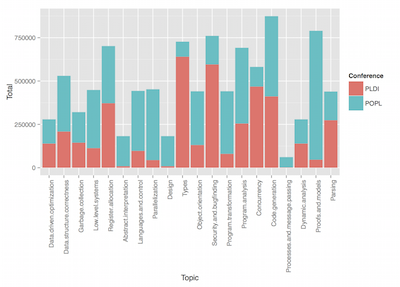 750000
500000
250000
0
Total
Data.driven.optimization
Data.structure.correctness
Garbage.collection
Low.level.systems
Register.allocation
Abstract.interpretation
Languages.and.control
Parallelization
Design
Types
Object.orientation
Security.and.bugfinding
Program.transformation
Program.analysis
Concurrency
Code.generation
Processes.and.message.passing
Dynamic.analysis
Proofs.and.models
Parsing
Topic
Conference
PLDI
POPL